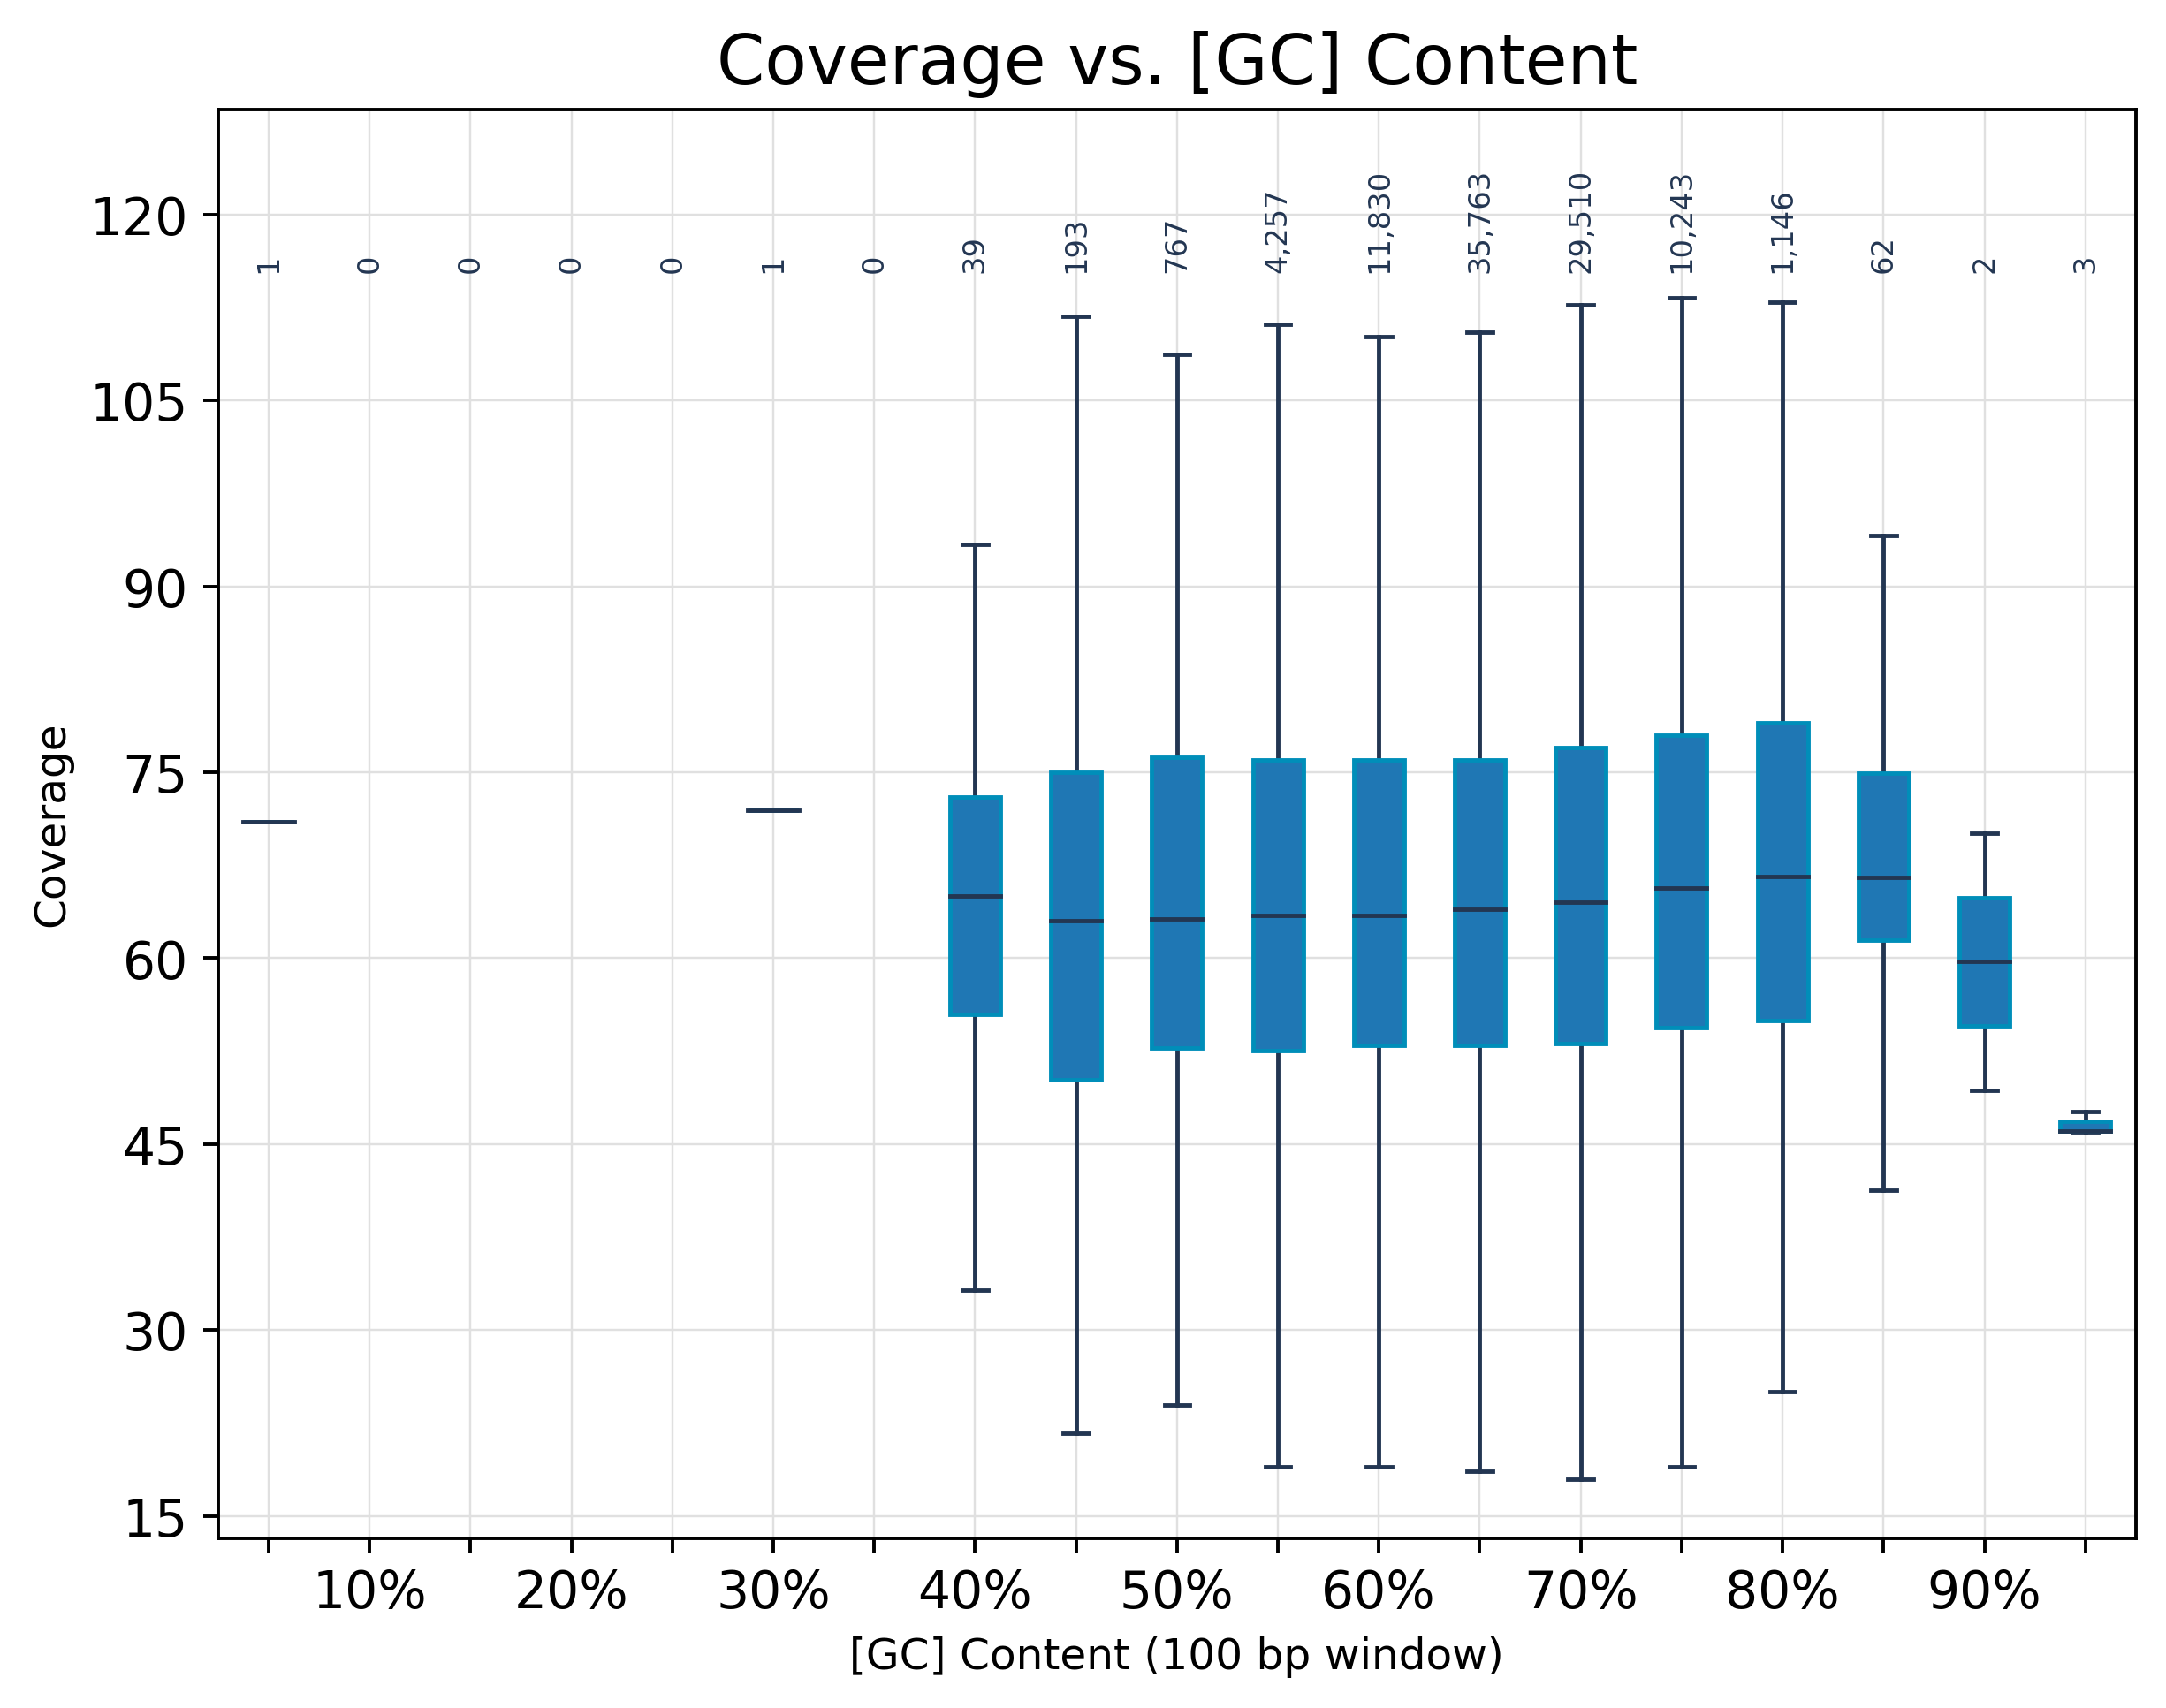 Coverage vs. [GC] Content
1 0 0 0 0 1 0 39 193 767 4,257 11,830 35,763 29,510 10,243 1,146 62 2 3
120
105
90
75
60
45
30
15
Coverage
10% 20% 30% 40% 50% 60% 70% 80% 90%
[GC] Content (100 bp window)